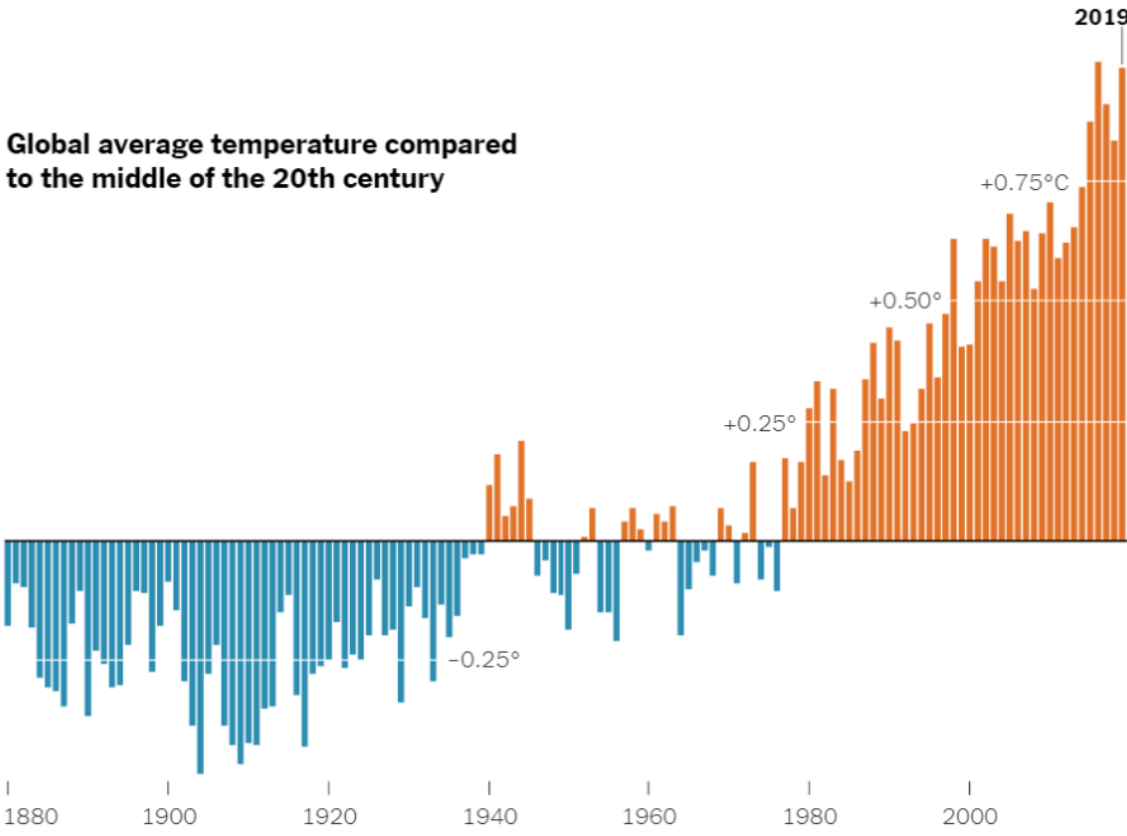 2019
Global average temperature compared
to the middle of the 20th century
+0.75°C
+0.50°
+0.25°
−0.25°
1880 1900 1920 1940 1960 1980 2000